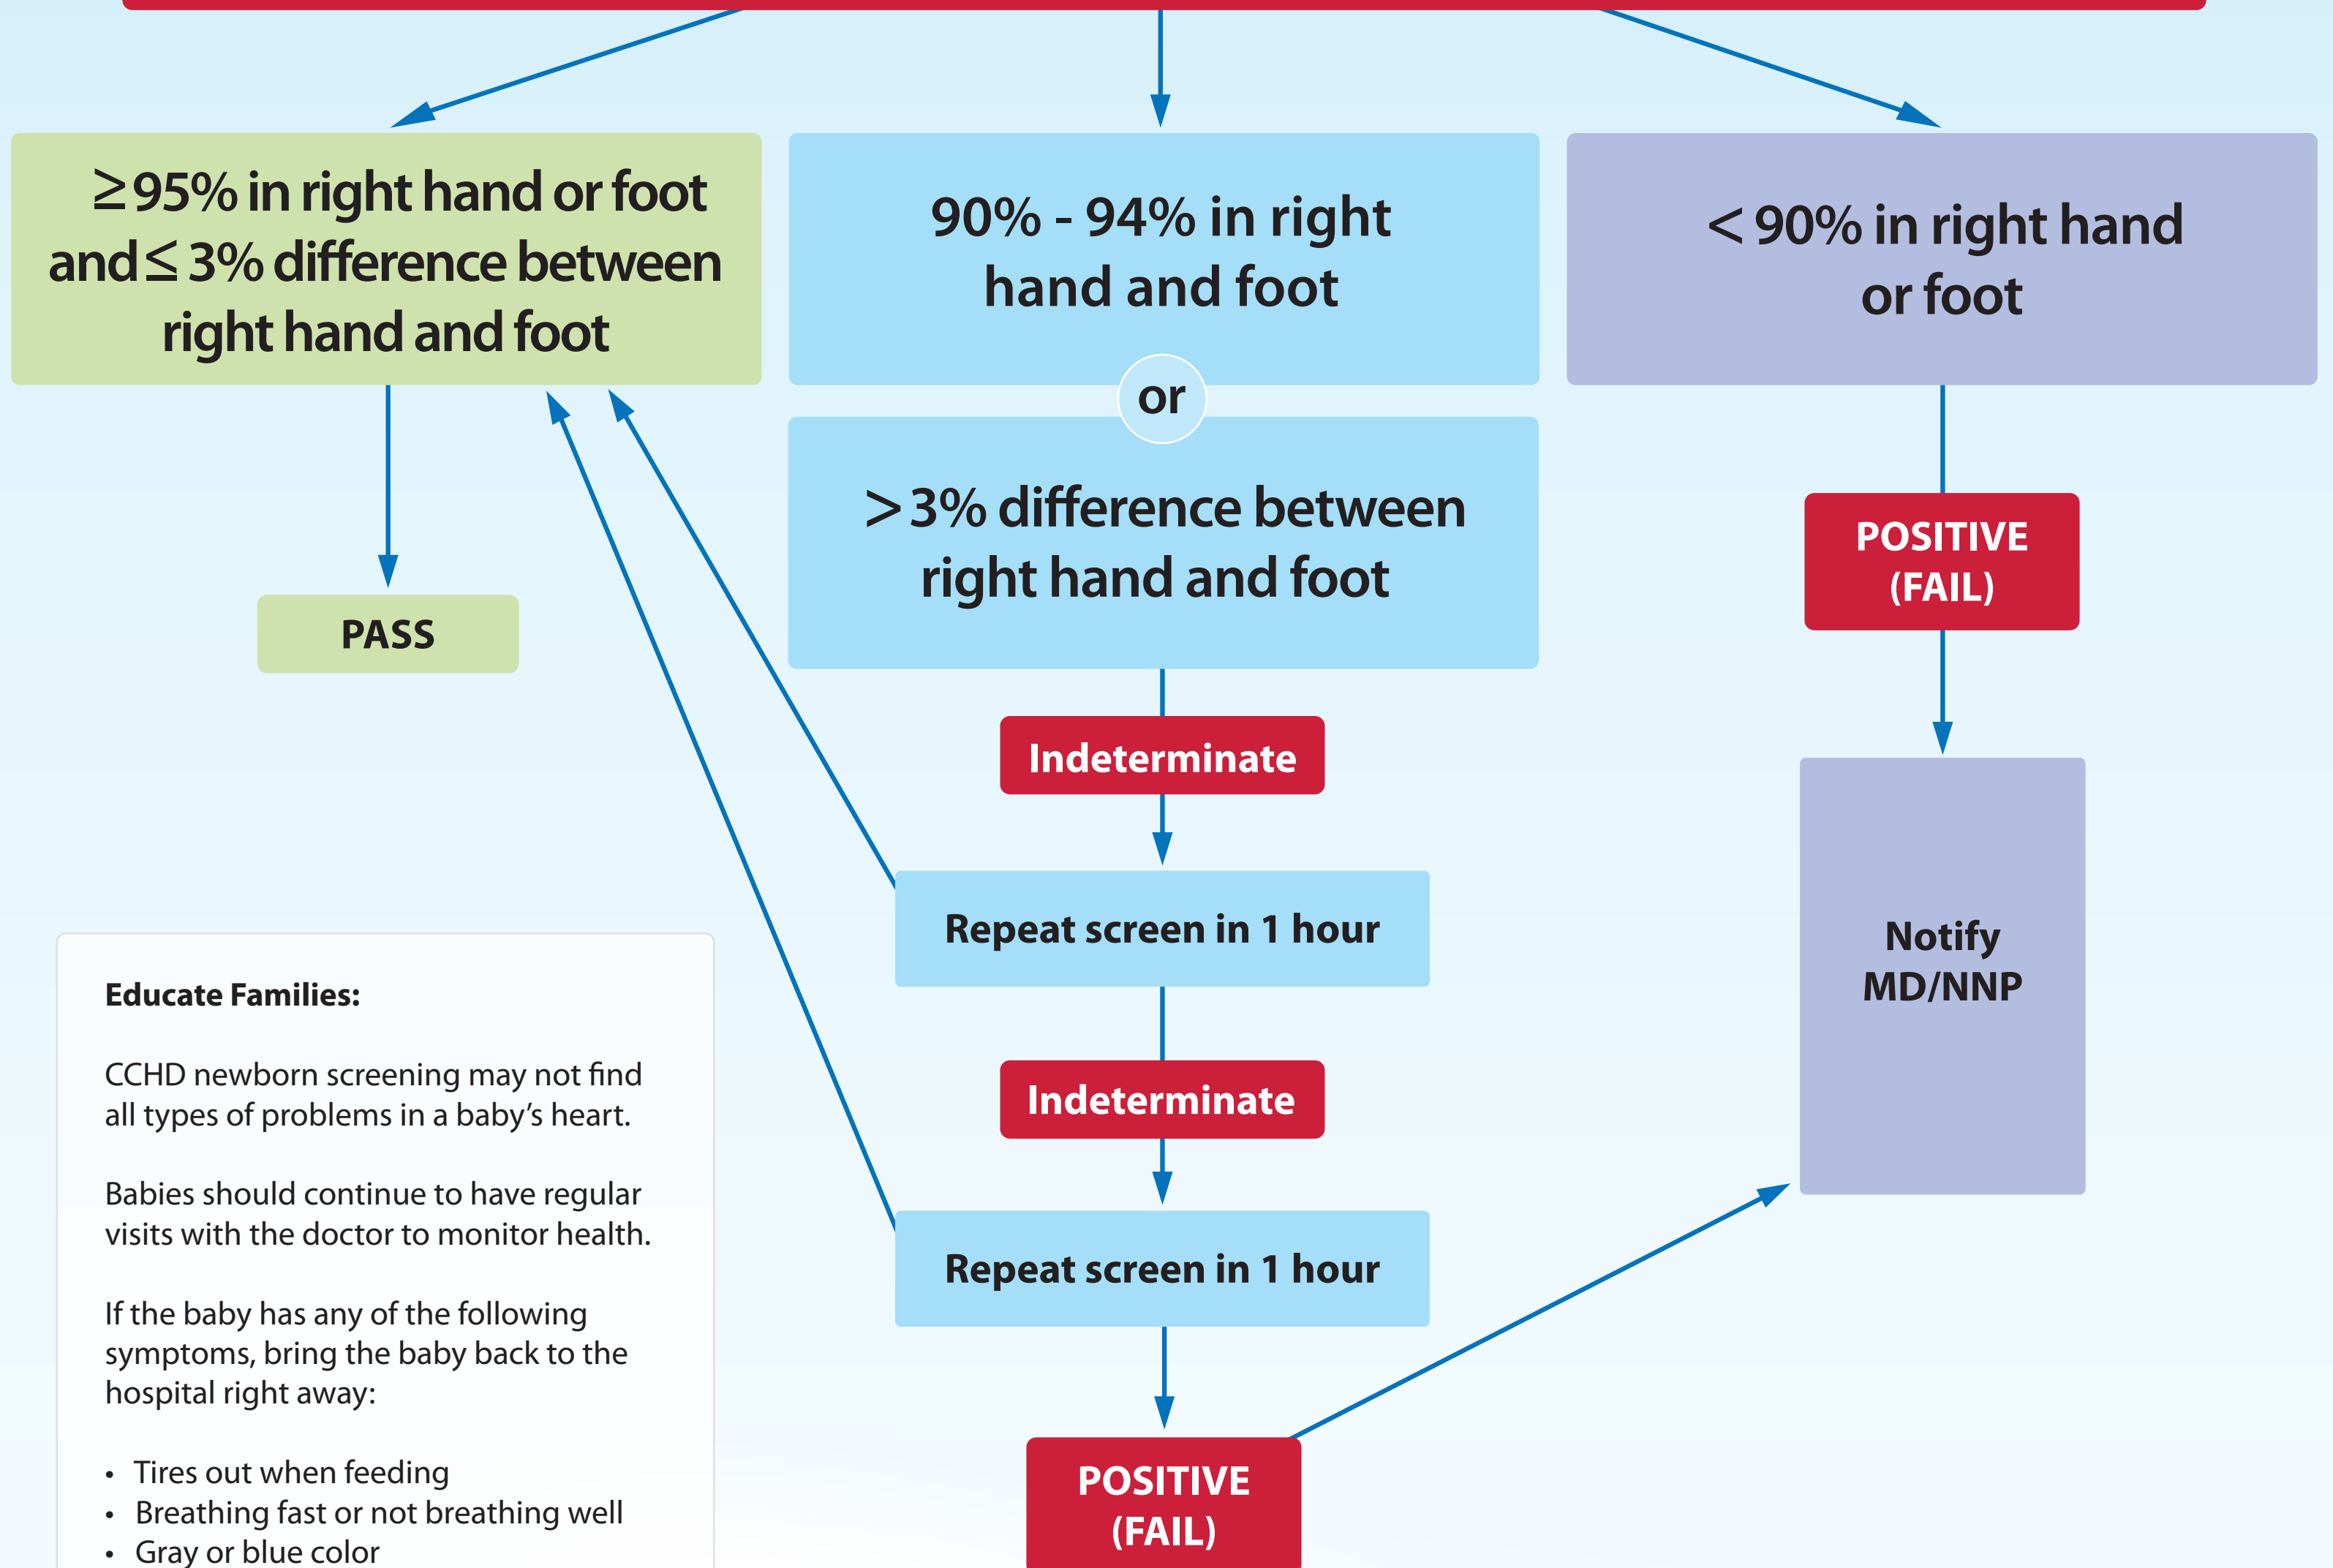 ≥ 95% in right hand or foot
and ≤ 3% difference between
right hand and foot
90% - 94% in right
hand and foot
or
> 3% difference between
right hand and foot
< 90% in right hand
or foot
PASS
POSITIVE
(FAIL)
Indeterminate
Repeat screen in 1 hour
Indeterminate
Repeat screen in 1 hour
POSITIVE
(FAIL)
Notify
MD/NNP
Educate Families:
CCHD newborn screening may not find
all types of problems in a baby’s heart.
Babies should continue to have regular
visits with the doctor to monitor health.
If the baby has any of the following
symptoms, bring the baby back to the
hospital right away:
• Tires out when feeding
• Breathing fast or not breathing well
• Gray or blue color